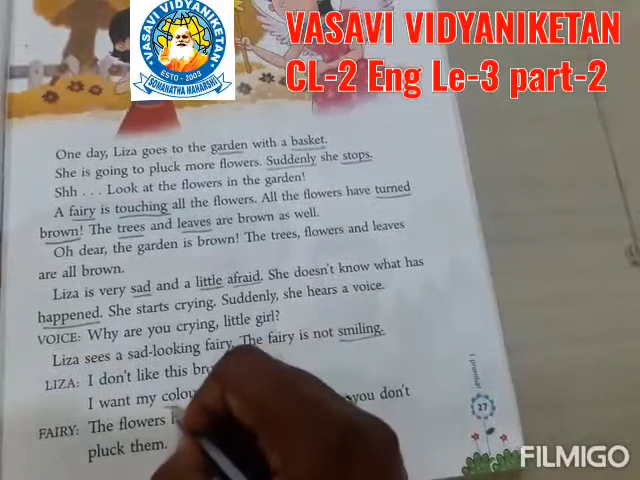 VASAVI VIDYANIKETAN
CL-2 Eng Le-3 part-2
VASAVI VIDYANIKETAN
ESTD - 2003
SOMANATHA MAHARSHI
One day, Liza goes to the garden with a basket.
She is going to pluck more flowers. Suddenly she stops.
Shh . . . Look at the flowers in the garden!
A fairy is touching all the flowers. All the flowers have turned
brown! The trees and leaves are brown as well.
Oh dear, the garden is brown! The trees, flowers and leaves
are all brown.
Liza is very sad and a little afraid. She doesn't know what has
happened. She starts crying. Suddenly, she hears a voice.
VOICE: Why are you crying, little girl?
Liza sees a sad-looking fairy. The fairy is not smiling.
LIZA: I don't like this
I want my
FAIRY: The flowers you don't
pluck them.
I promise!
27
FILMIGO